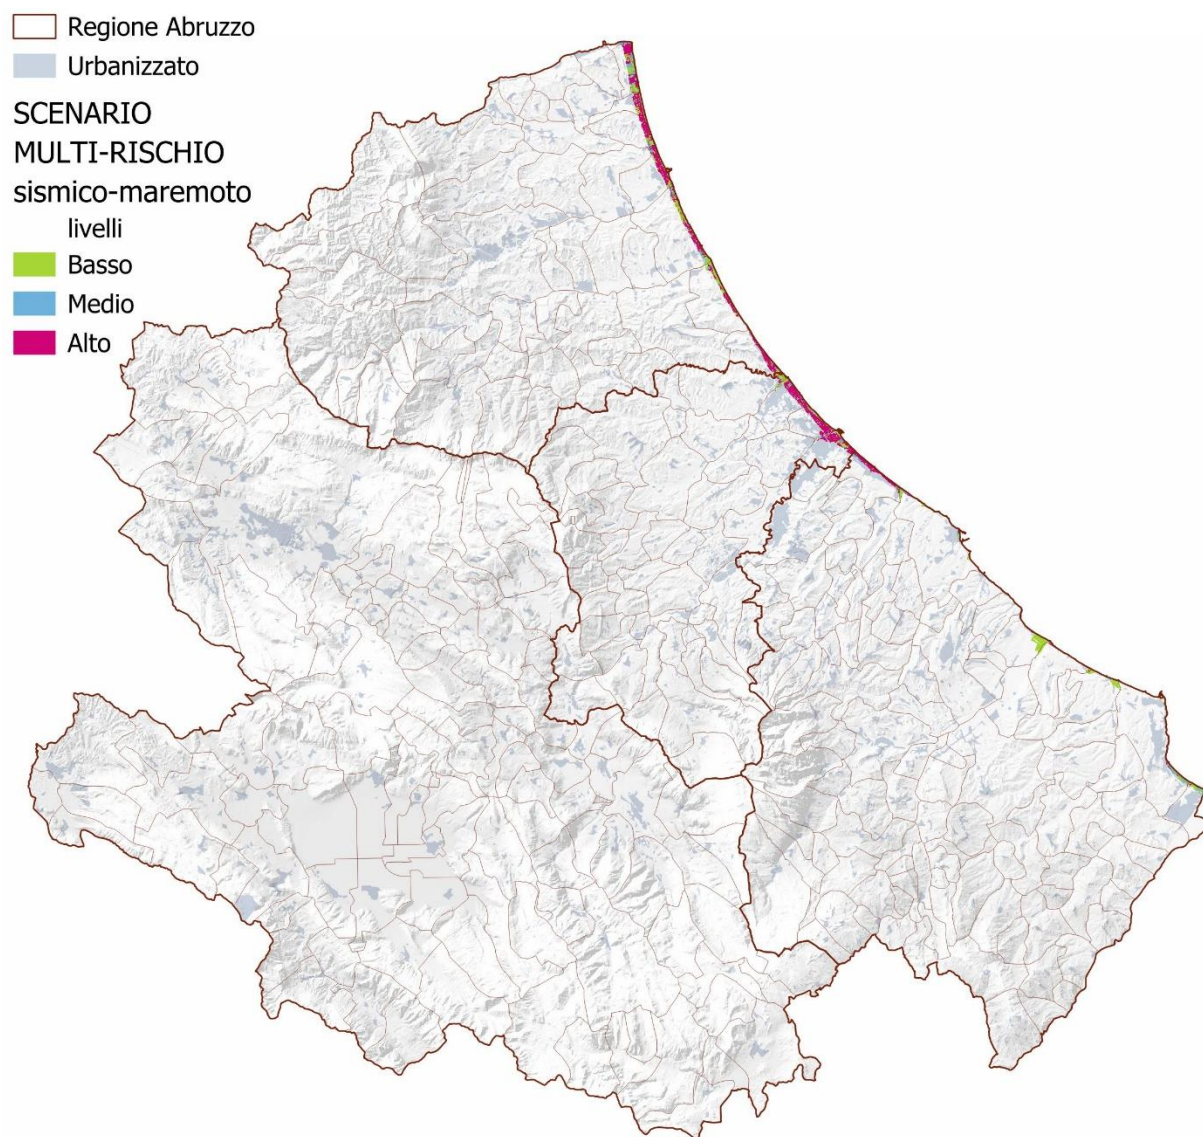 Regione Abruzzo
Urbanizzato
SCENARIO
MULTI-RISCHIO
sismico-maremoto
livelli
Basso
Medio
Alto